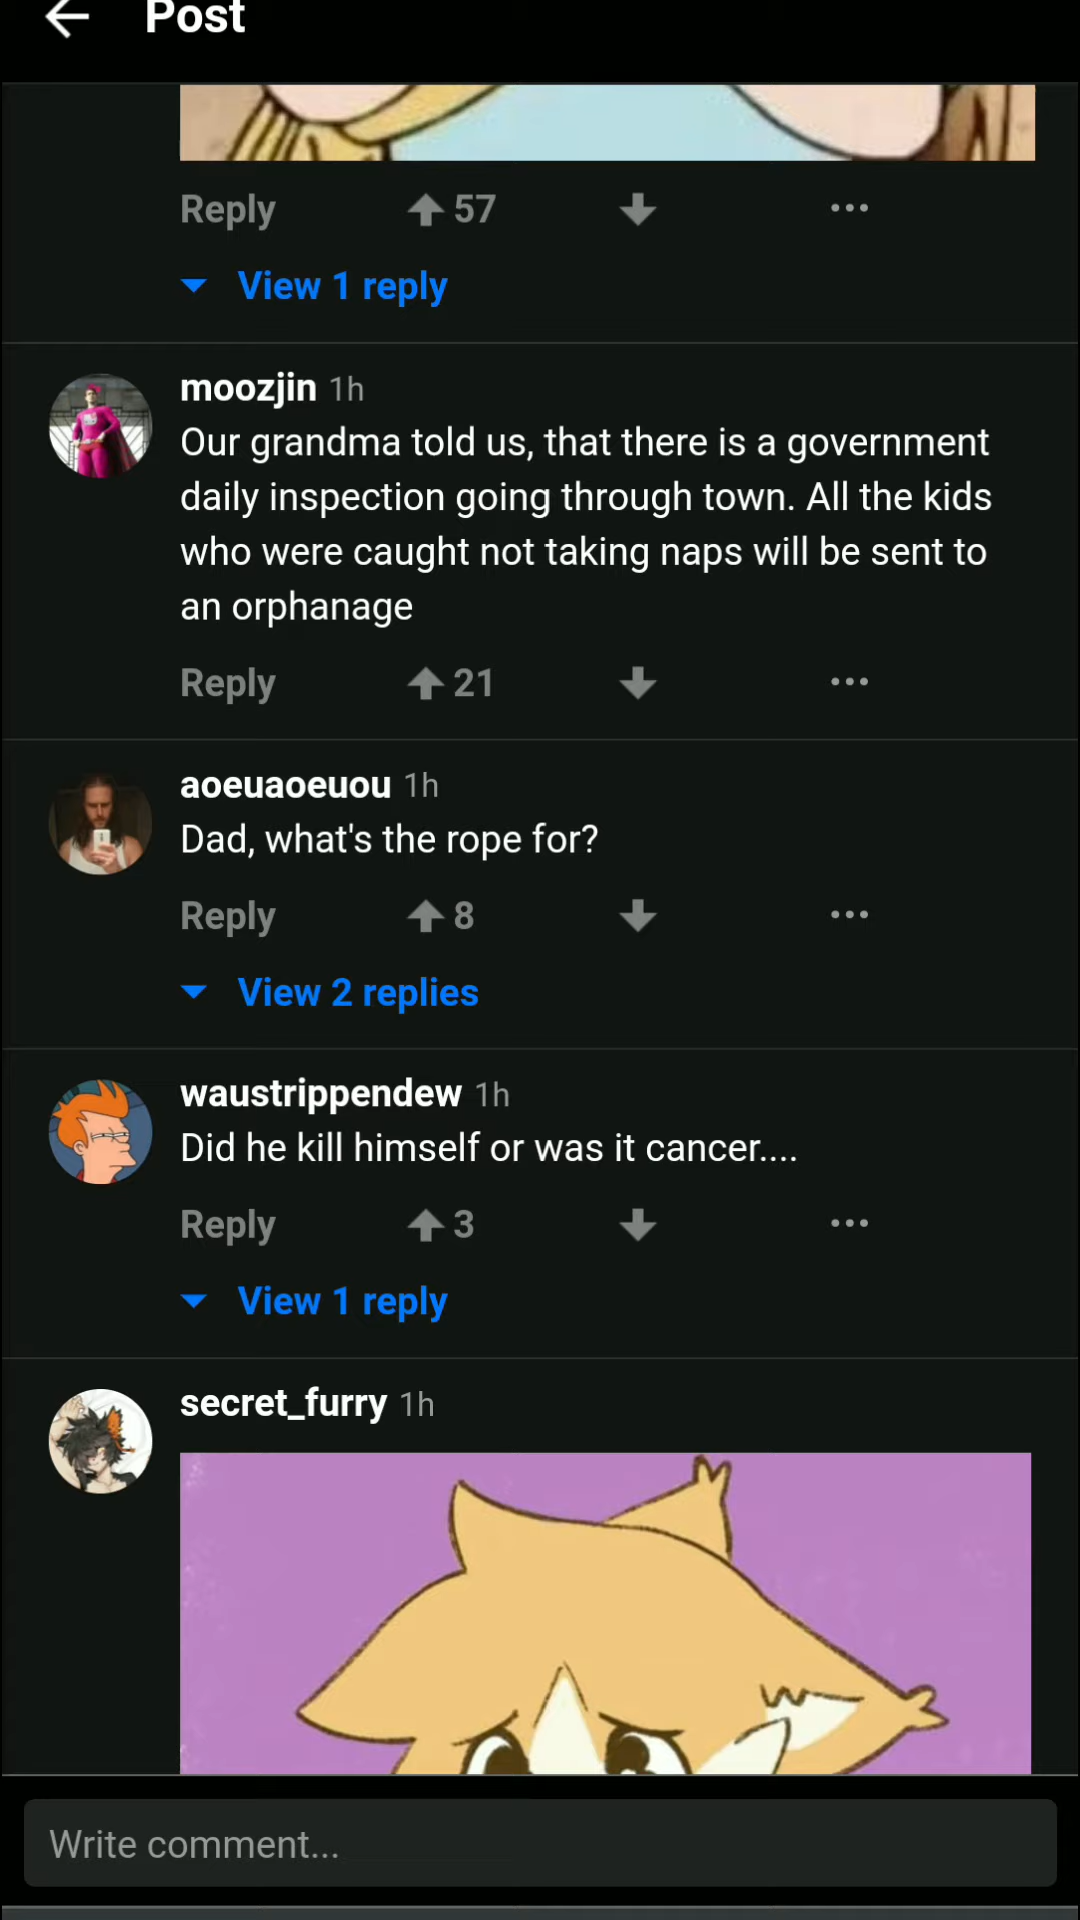 Post
Reply 57
View 1 reply
moozjin 1h
Our grandma told us, that there is a government
daily inspection going through town. All the kids
who were caught not taking naps will be sent to
an orphanage
Reply 21
aoeuaoeuou 1h
Dad, what's the rope for?
Reply 8
View 2 replies
waustrippendew 1h
Did he kill himself or was it cancer....
Reply 3
View 1 reply
secret_furry 1h
Write comment...